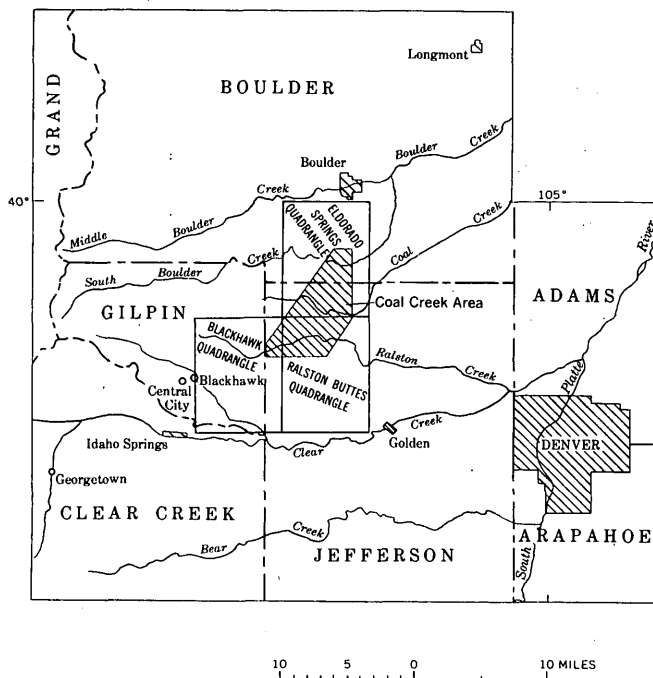 Longmont
BOULDER
GRAND
Boulder
Boulder Creek
40°
105°
Middle Boulder Creek
ELDORADO
SPRINGS
QUADRANGLE
Creek
Coal Creek
River
South Boulder Creek
Coal Creek Area
ADAMS
GILPIN
BLACKHAWK
QUADRANGLE
Ralston Creek
Platte
RALSTON BUTTES
QUADRANGLE
Blackhawk
Central
City
Creek
Golden
DENVER
Idaho Springs
Clear
Georgetown
CLEAR CREEK
Bear Creek
JEFFERSON
ARAPAHOE
South
10 5 0 10 MILES